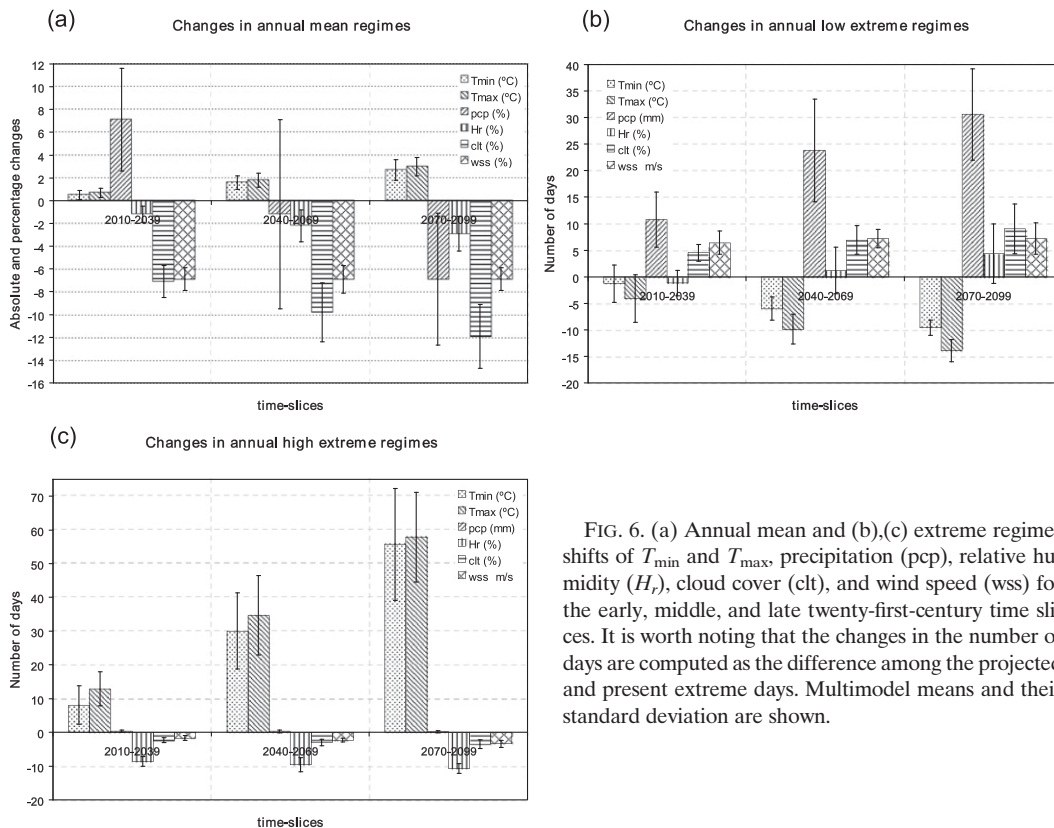 (a)
Changes in annual mean regimes
Absolute and percentage changes
12
10
8
6
4
2
0
-2
-4
-6
-8
-10
-12
-14
-16
Tmin (ºC)
Tmax (ºC)
pcp (%)
Hr (%)
clt (%)
wss (%)
2010-2039
2040-2069
2070-2099
time-slices
(b)
Changes in annual low extreme regimes
Number of days
40
35
30
25
20
15
10
5
0
-5
-10
-15
-20
Tmin (ºC)
Tmax (ºC)
pcp (mm)
Hr (%)
clt (%)
wss m/s
2010-2039
2040-2069
2070-2099
time-slices
(c)
Changes in annual high extreme regimes
Number of days
70
60
50
40
30
20
10
0
-10
-20
Tmin (ºC)
Tmax (ºC)
pcp (mm)
Hr (%)
clt (%)
wss m/s
2010-2039
2040-2069
2070-2099
time-slices
FIG. 6. (a) Annual mean and (b),(c) extreme regime
shifts of Tmin and Tmax, precipitation (pcp), relative hu
midity (Hr), cloud cover (clt), and wind speed (wss) fo
the early, middle, and late twenty-first-century time sli
ces. It is worth noting that the changes in the number o
days are computed as the difference among the projected
and present extreme days. Multimodel means and thei
standard deviation are shown.